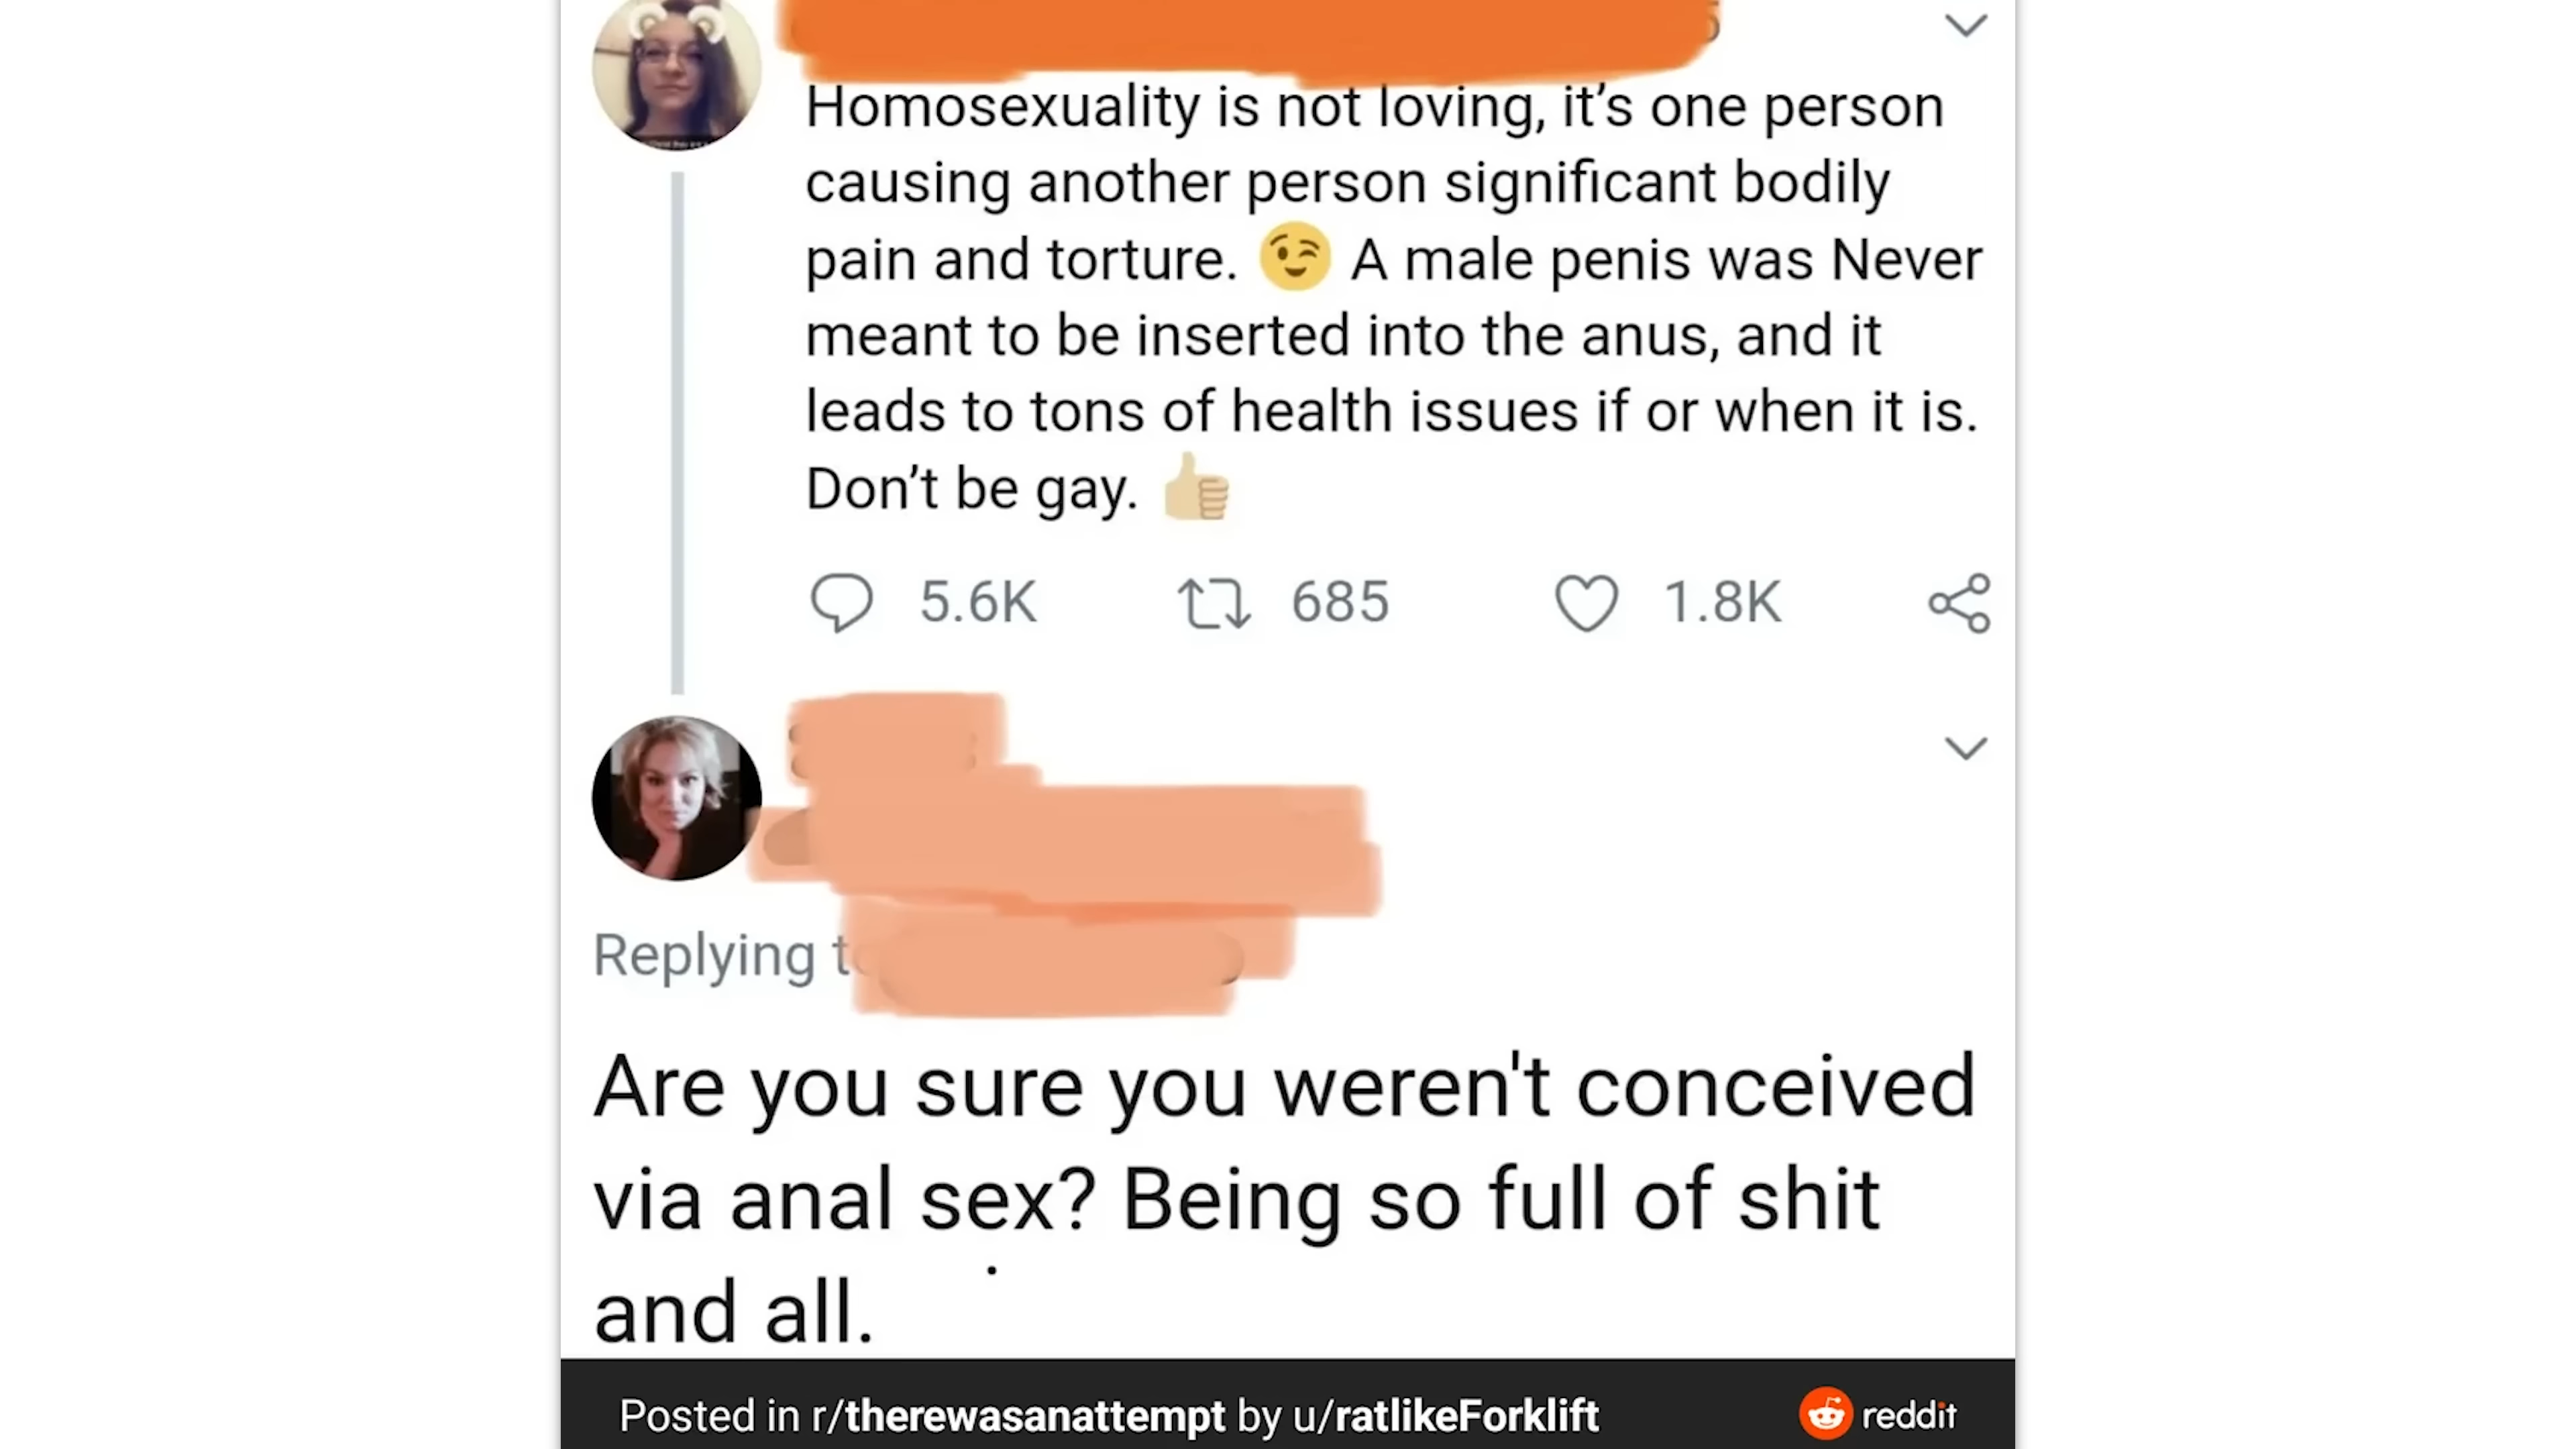 Homosexuality is not loving, it's one person
causing another person significant bodily
pain and torture. 😉 A male penis was Never
meant to be inserted into the anus, and it
leads to tons of health issues if or when it is.
Don't be gay. 👍🏼
5.6K 685 1.8K
Replying
Are you sure you weren't conceived
via anal sex? Being so full of shit
and all.
Posted in r/therewasanattempt by u/ratlikeForklift reddit